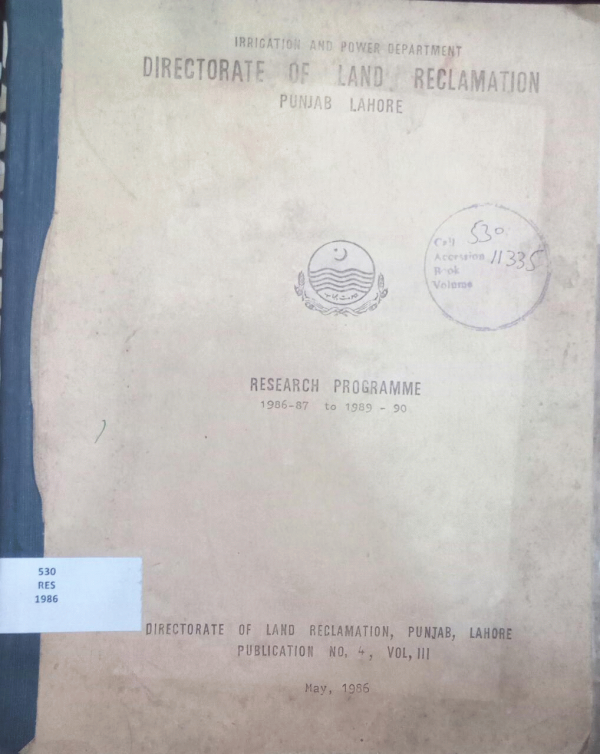 IRRIGATION AND POWER DEPARTMENT
DIRECTORATE OF LAND RECLAMATION
PUNJAB LAHORE
Call 530
Accession 11335
Book
Volume
RESEARCH PROGRAMME
1986-87 to 1989 - 90
530
RES
1986
DIRECTORATE OF LAND RECLAMATION, PUNJAB, LAHORE
PUBLICATION NO. 4, VOL, III
May, 1986